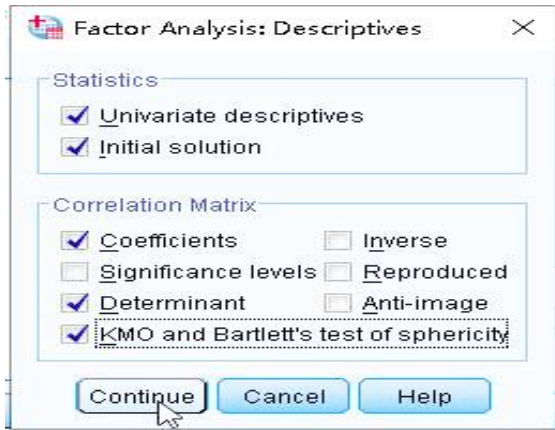 Factor Analysis: Descriptives
Statistics
Univariate descriptives
Initial solution
Correlation Matrix
Coefficients Inverse
Significance levels Reproduced
Determinant Anti-image
KMO and Bartlett's test of sphericity
Continue Cancel Help